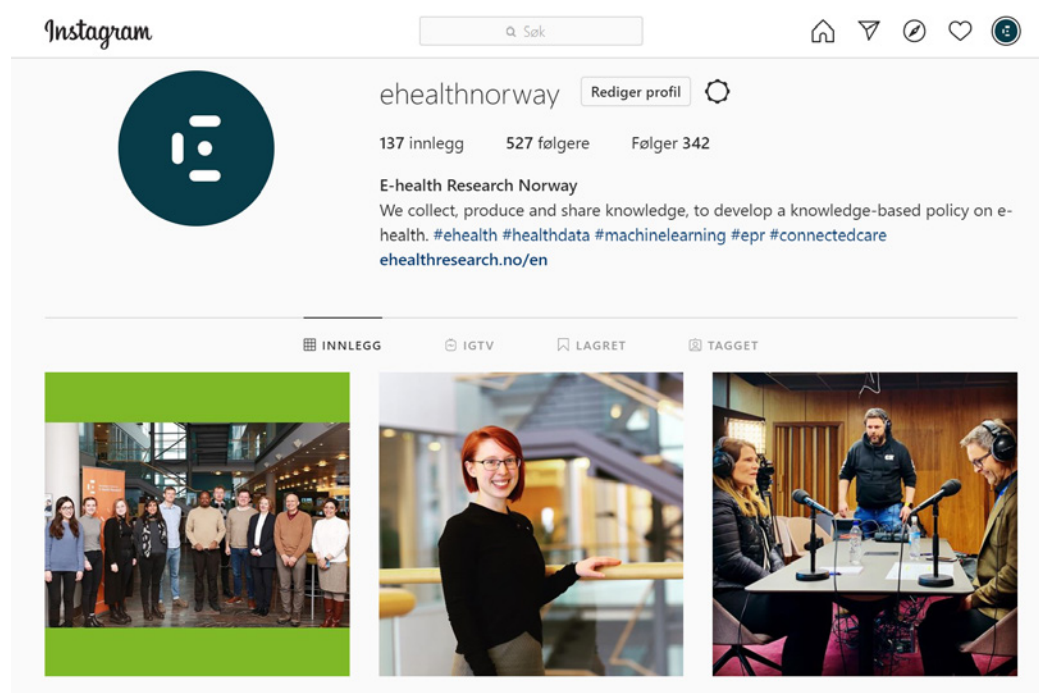 Instagram
Søk
ehealthnorway Rediger profil
137 innlegg 527 følgere Følger 342
E-health Research Norway
We collect, produce and share knowledge, to develop a knowledge-based policy on e-
health. #ehealth #healthdata #machinelearning #epr #connectedcare
ehealthresearch.no/en
INNLEGG IGTV LAGRET TAGGET